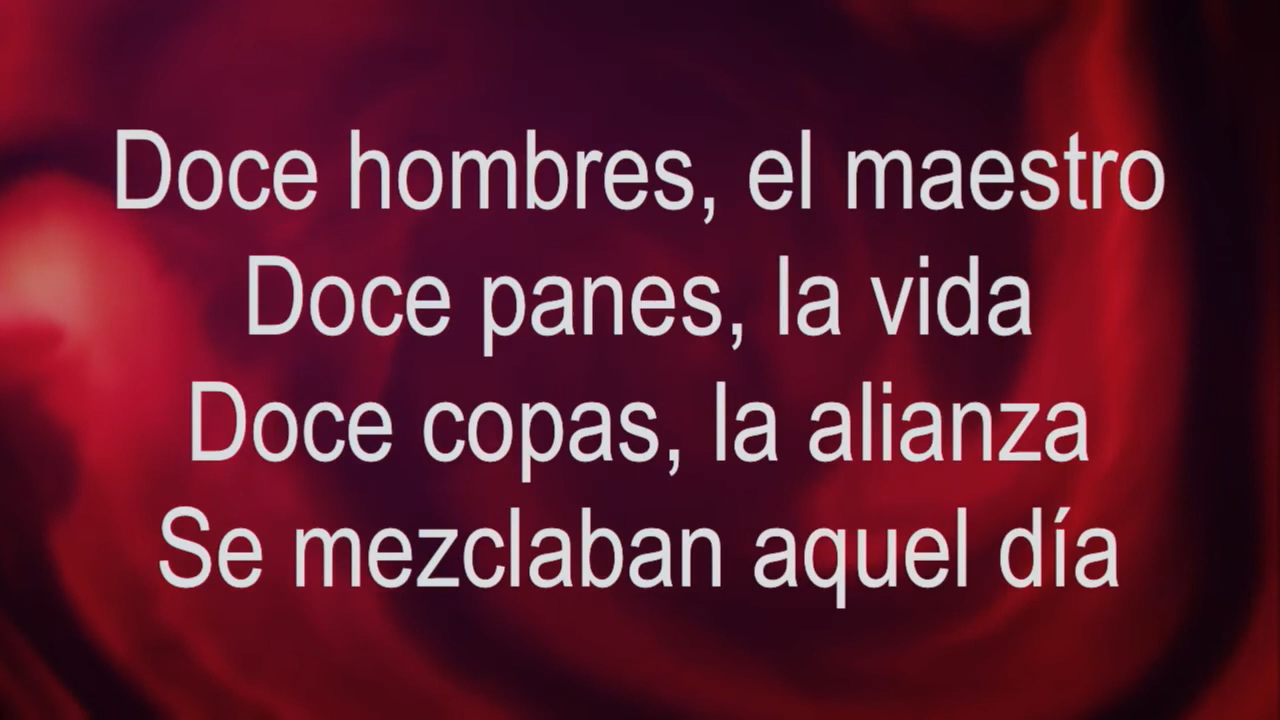 Doce hombres, el maestro
Doce panes, la vida
Doce copas, la alianza
Se mezclaban aquel día